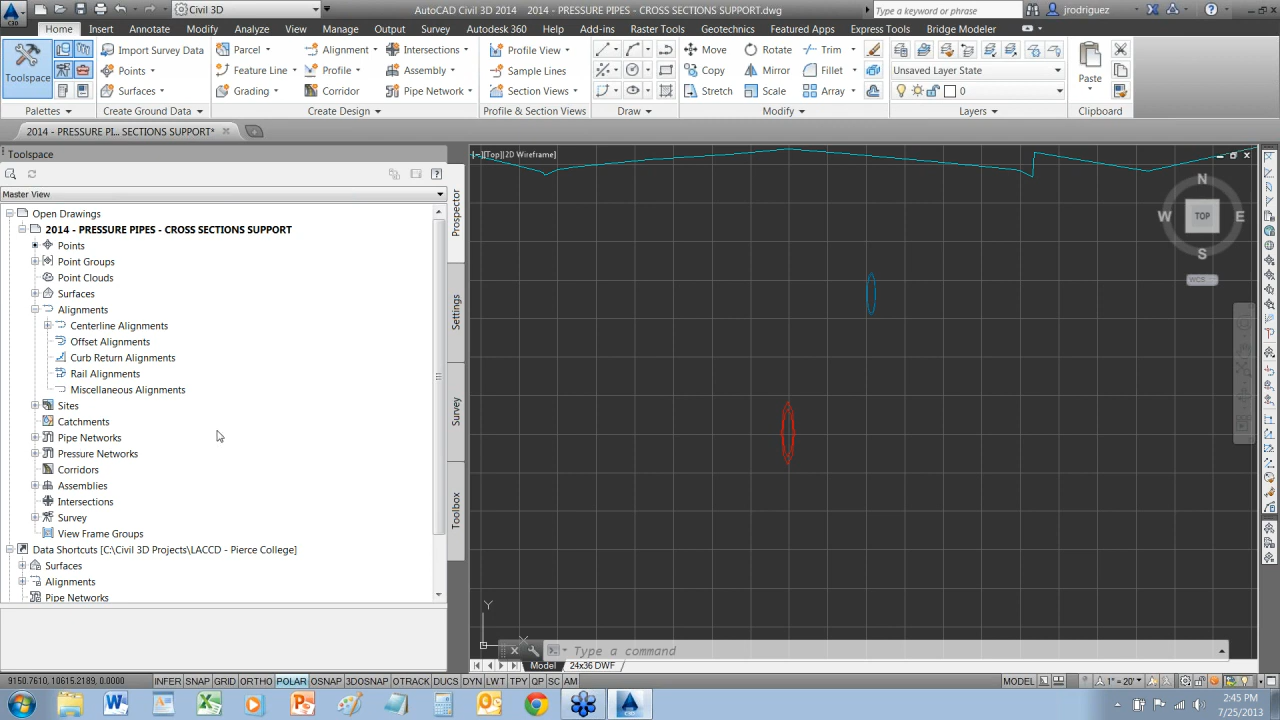 Civil 3D
AutoCAD Civil 3D 2014   2014 - PRESSURE PIPES - CROSS SECTIONS SUPPORT.dwg
Type a keyword or phrase
jrodriguez
Home Insert Annotate Modify Analyze View Manage Output Survey Autodesk 360 Help Add-ins Raster Tools Geotechnics Featured Apps Express Tools Bridge Modeler
Toolspace
Import Survey Data
Points
Surfaces
Parcel
Feature Line
Grading
Alignment
Profile
Corridor
Intersections
Assembly
Pipe Network
Profile View
Sample Lines
Section Views
Move
Copy
Stretch
Rotate
Mirror
Scale
Trim
Fillet
Array
Unsaved Layer State
0
Paste
Palettes
Create Ground Data
Create Design
Profile & Section Views
Draw
Modify
Layers
Clipboard
2014 - PRESSURE PI... SECTIONS SUPPORT*
Toolspace
Master View
Open Drawings
2014 - PRESSURE PIPES - CROSS SECTIONS SUPPORT
Points
Point Groups
Point Clouds
Surfaces
Alignments
Centerline Alignments
Offset Alignments
Curb Return Alignments
Rail Alignments
Miscellaneous Alignments
Sites
Catchments
Pipe Networks
Pressure Networks
Corridors
Assemblies
Intersections
Survey
View Frame Groups
Data Shortcuts [C:\Civil 3D Projects\LACCD - Pierce College]
Surfaces
Alignments
Pipe Networks
Prospector
Settings
Survey
Toolbox
[−][Top][2D Wireframe]
N
W TOP E
S
WCS
Y
X
Type a command
Model 24x36 DWF
9150.7610, 10615.2189, 0.0000
INFER SNAP GRID ORTHO POLAR OSNAP 3DOSNAP OTRACK DUCS DYN LWT TPY QP SC AM
MODEL
1" = 20'
2:45 PM
7/25/2013